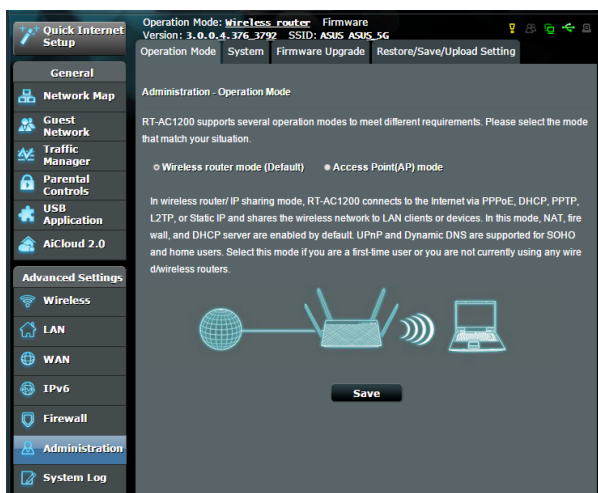 Quick Internet
Setup
General
Network Map
Guest
Network
Traffic
Manager
Parental
Controls
USB
Application
AiCloud 2.0
Advanced Settings
Wireless
LAN
WAN
IPv6
Firewall
Administration
System Log
Operation Mode: Wireless router Firmware
Version: 3.0.0.4.376_3792 SSID: ASUS ASUS_5G
Operation Mode System Firmware Upgrade Restore/Save/Upload Setting
Administration - Operation Mode
RT-AC1200 supports several operation modes to meet different requirements. Please select the mode
that match your situation.
Wireless router mode (Default) Access Point(AP) mode
In wireless router/ IP sharing mode, RT-AC1200 connects to the Internet via PPPoE, DHCP, PPTP,
L2TP, or Static IP and shares the wireless network to LAN clients or devices. In this mode, NAT, fire
wall, and DHCP server are enabled by default. UPnP and Dynamic DNS are supported for SOHO
and home users. Select this mode if you are a first-time user or you are not currently using any wire
d/wireless routers.
Save